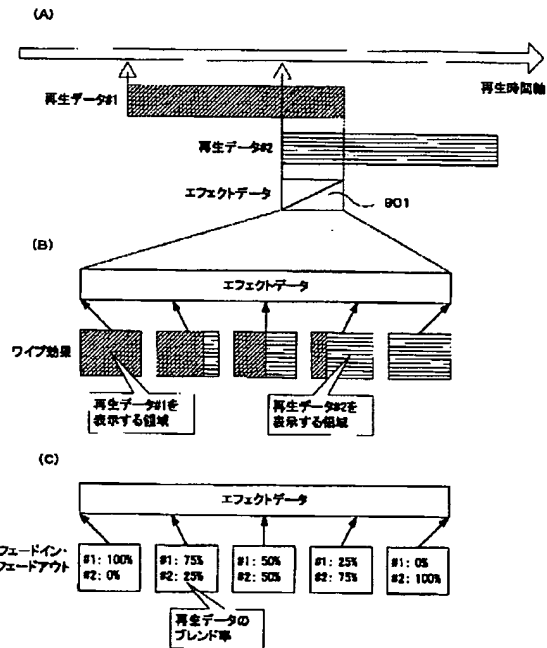 (A)
再生時間軸
再生データ#1
再生データ#2
エフェクトデータ
901
(B)
エフェクトデータ
ワイプ効果
再生データ#1を
表示する領域
再生データ#2を
表示する領域
(C)
エフェクトデータ
フェードイン・
フェードアウト
#1: 100%
#2: 0%
#1: 75%
#2: 25%
#1: 50%
#2: 50%
#1: 25%
#2: 75%
#1: 0%
#2: 100%
再生データの
ブレンド率